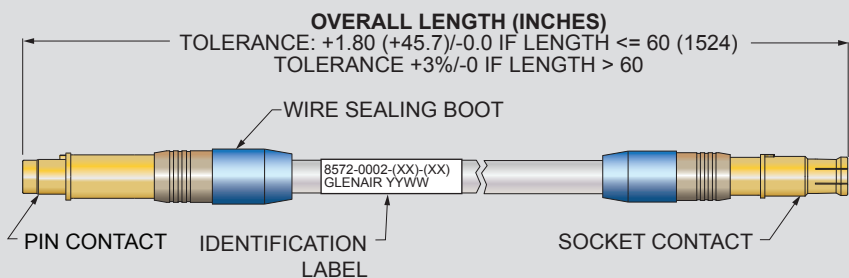 OVERALL LENGTH (INCHES)
TOLERANCE: +1.80 (+45.7)/-0.0 IF LENGTH <= 60 (1524)
TOLERANCE +3%/-0 IF LENGTH > 60
WIRE SEALING BOOT
8572-0002-(XX)-(XX)
GLENAIR YYWW
PIN CONTACT
IDENTIFICATION
LABEL
SOCKET CONTACT